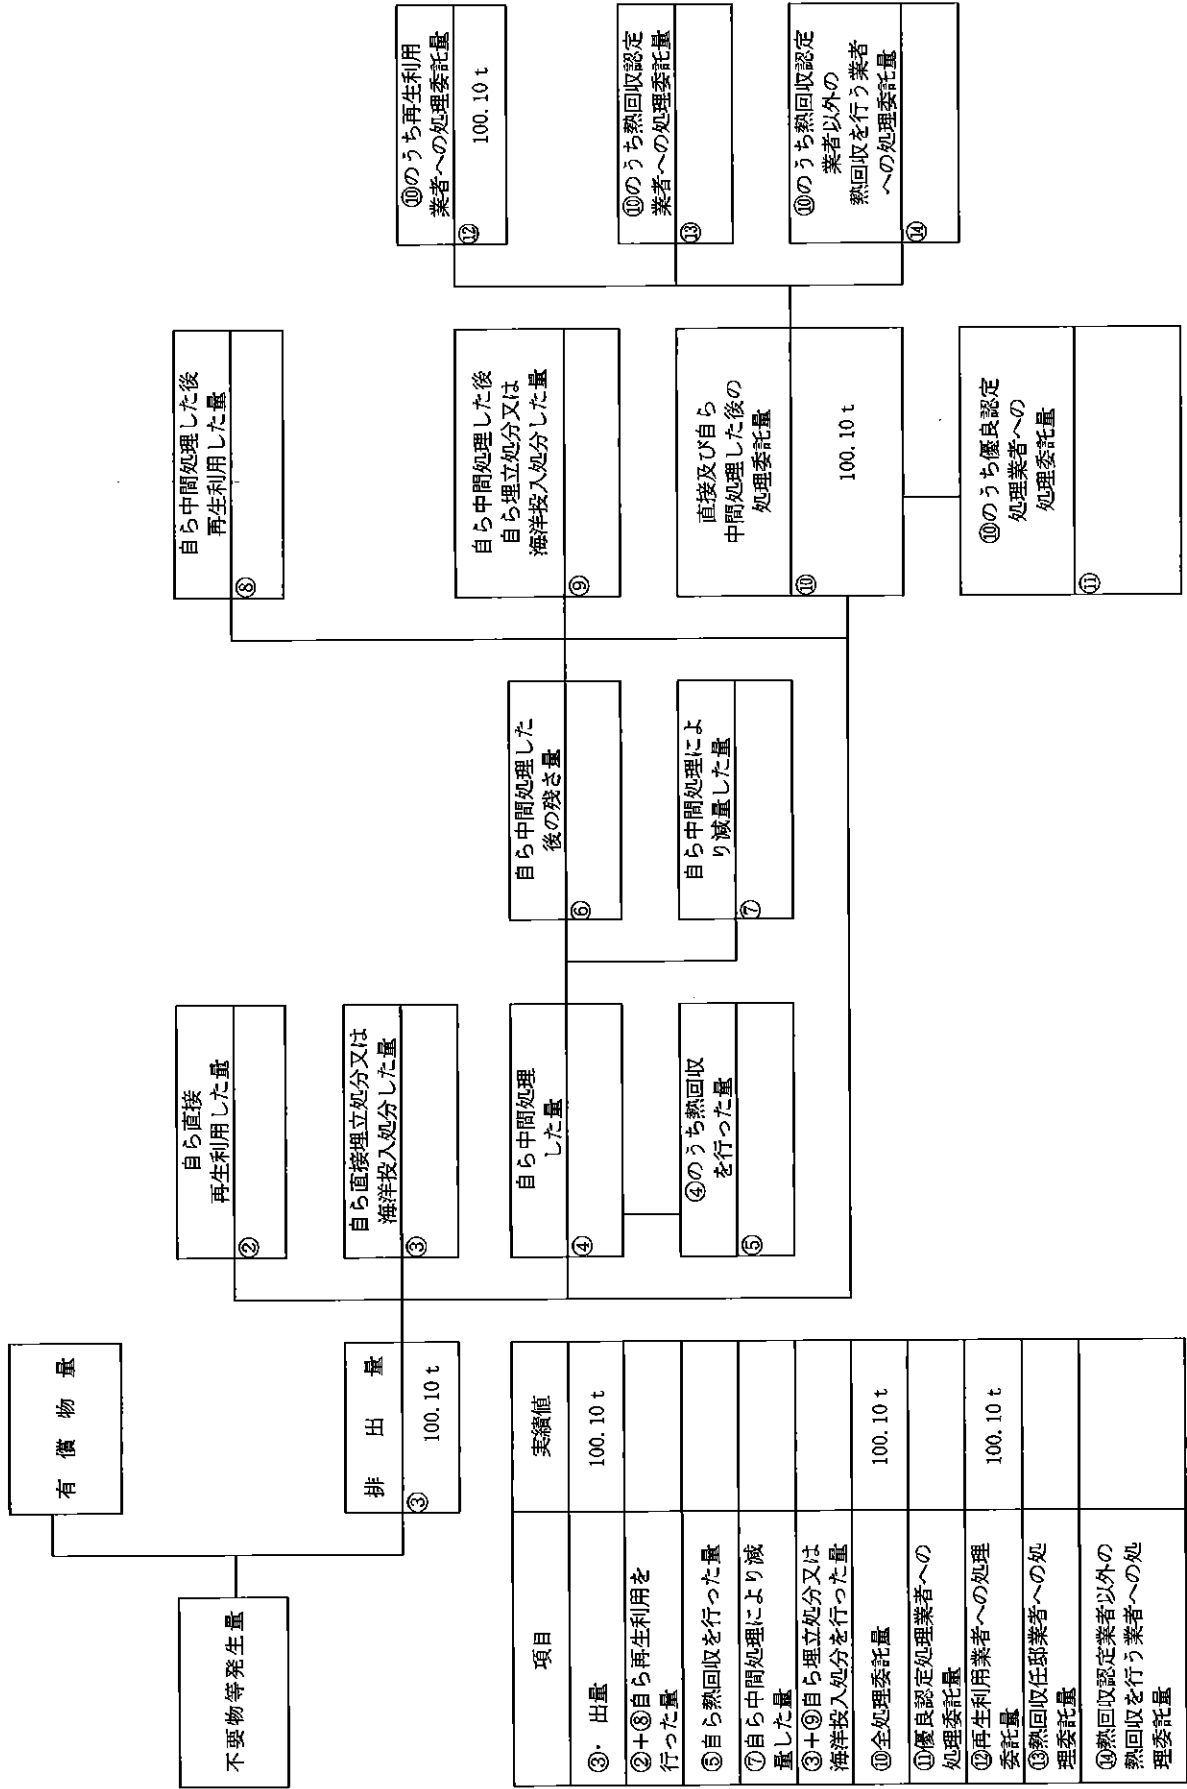 有償物量
不要物等発生量
排出量
③
100.10 t
自ら直接
再生利用した量
②
自ら直接埋立処分又は
海洋投入処分した量
③
自ら中間処理
した量
④
④のうち熱回収
を行った量
⑤
自ら中間処理した
後の残さ量
⑥
自ら中間処理によ
り減量した量
⑦
自ら中間処理した後
再生利用した量
⑧
自ら中間処理した後
自ら埋立処分又は
海洋投入処分した量
⑨
直接及び自ら
中間処理した後の
処理委託量
⑩
100.10 t
⑩のうち優良認定
処理業者への
処理委託量
⑪
⑩のうち再生利用
業者への処理委託量
⑫
100.10 t
⑩のうち熱回収認定
業者への処理委託量
⑬
⑩のうち熱回収認定
業者以外の
熱回収を行う業者
への処理委託量
⑭
項目 実績値
③・出量 100.10 t
②+⑧自ら再生利用を
行った量
⑤自ら熱回収を行った量
⑦自ら中間処理により減
量した量
③+⑨自ら埋立処分又は
海洋投入処分を行った量
⑩全処理委託量 100.10 t
⑪優良認定処理業者への
処理委託量
⑫再生利用業者への処理
委託量 100.10 t
⑬熱回収任邸業者への処
理委託量
⑭熱回収認定業者以外の
熱回収を行う業者への処
理委託量